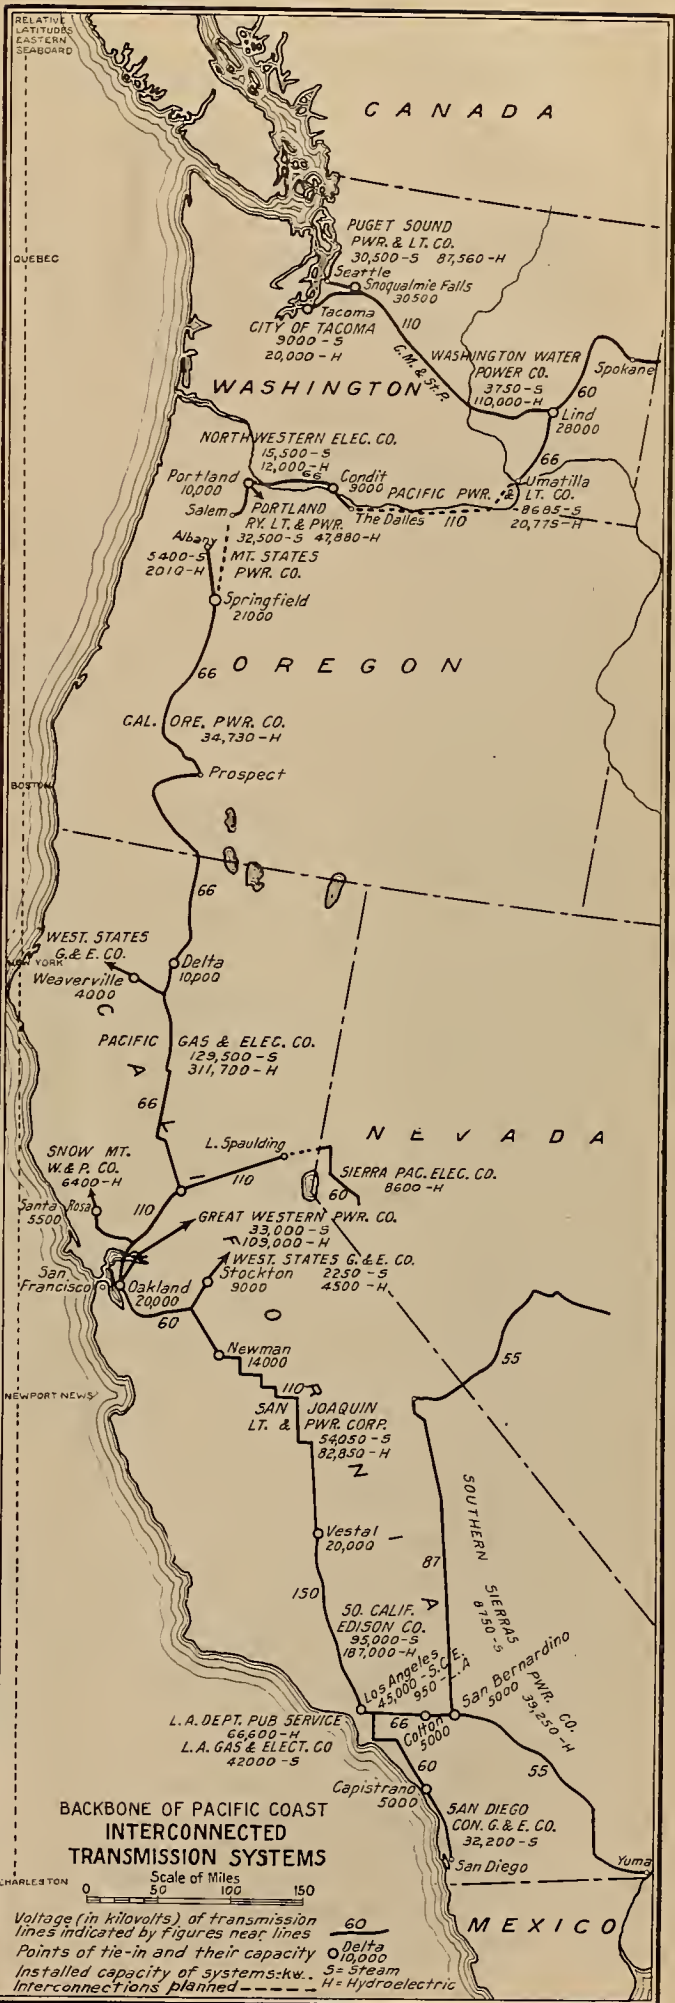 RELATIVE
LATITUDES
EASTERN
SEABOARD
CANADA
PUGET SOUND
PWR. & LT. CO.
30,500-S 87,560-H
QUEBEC
Seattle
Snoqualmie Falls
30500
Tacoma
CITY OF TACOMA
9000-S
20,000-H
110
C.M. & St.P.
WASHINGTON WATER
POWER CO.
3750-S
110,000-H
Spokane
60
WASHINGTON
Lind
28000
NORTHWESTERN ELEC. CO.
15,500-S
12,000-H
66
66
Portland
10,000
Condit
9000
PACIFIC PWR. & LT. CO.
Umatilla
8685-S
20,775-H
Salem
PORTLAND
RY. LT. & PWR.
32,500-S 47,880-H
The Dalles
110
Albany
5400-S
2010-H
MT. STATES
PWR. CO.
Springfield
21000
66
OREGON
CAL. ORE. PWR. CO.
34,730-H
Prospect
BOSTON
66
WEST. STATES
G. & E. CO.
NEW YORK
Weaverville
4000
Delta
10,000
CALIFORNIA
PACIFIC GAS & ELEC. CO.
129,500-S
311,700-H
66
NEVADA
L. Spaulding
SNOW MT.
W. & P. CO.
6400-H
110
SIERRA PAC. ELEC. CO.
8600-H
60
Santa Rosa
5500
110
GREAT WESTERN PWR. CO.
33,000-S
109,000-H
WEST. STATES G. & E. CO.
2250-S
4500-H
Stockton
9000
San
Francisco
Oakland
20,000
60
Newman
14000
55
NEWPORT NEWS
110
SAN JOAQUIN
LT. & PWR. CORP.
54,050-S
82,850-H
Vestal
20,000
87
SOUTHERN SIERRAS PWR. CO.
8750-S
39,250-H
150
SO. CALIF.
EDISON CO.
95,000-S
187,000-H
Los Angeles
45,000-S.C.E.
950-L.A
San Bernardino
5000
L.A. DEPT. PUB SERVICE
66,600-H
L.A. GAS & ELECT. CO
42000-S
66
Colton
5000
60
55
Capistrano
5000
SAN DIEGO
CON. G. & E. CO.
32,200-S
San Diego
Yuma
MEXICO
BACKBONE OF PACIFIC COAST
INTERCONNECTED
TRANSMISSION SYSTEMS
CHARLESTON
Scale of Miles
0 50 100 150
Voltage (in kilovolts) of transmission
lines indicated by figures near lines 60
Points of tie-in and their capacity Delta
10,000
Installed capacity of systems:-kw.. S=Steam
H=Hydroelectric
Interconnections planned